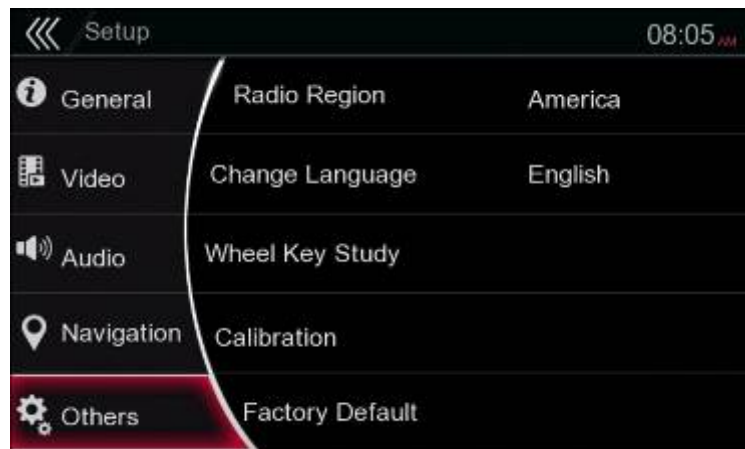 Setup
08:05 AM
General
Radio Region America
Video
Change Language English
Audio
Wheel Key Study
Navigation
Calibration
Others
Factory Default